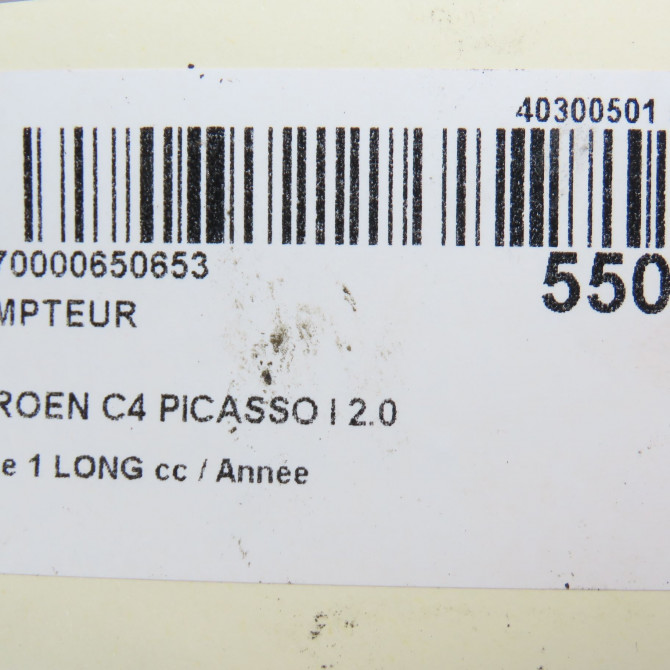 40300501
70000650653
550
MPTEUR
ROEN C4 PICASSO I 2.0
e 1 LONG cc / Année